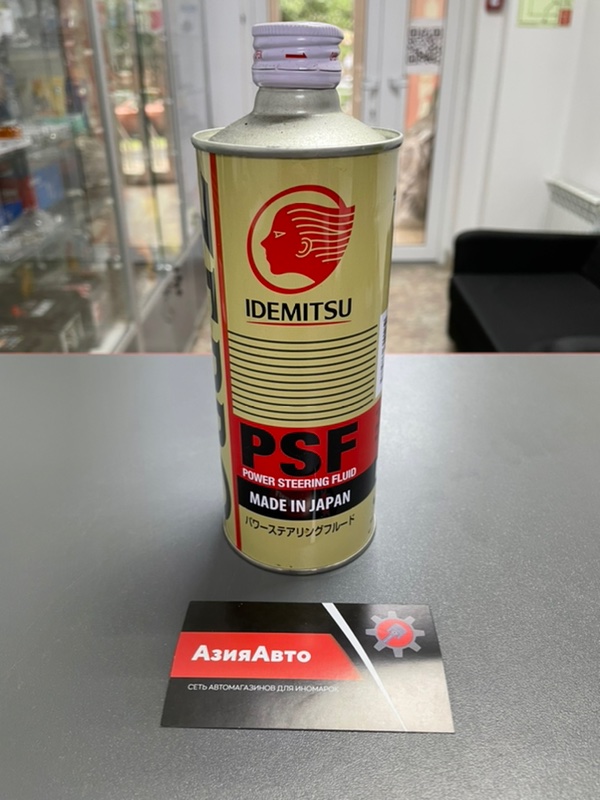 IDEMITSU
PSF
POWER STEERING FLUID
MADE IN JAPAN
パワーステアリングフルード
АзияАвто
СЕТЬ АВТОМАГАЗИНОВ ДЛЯ ИНОМАРОК